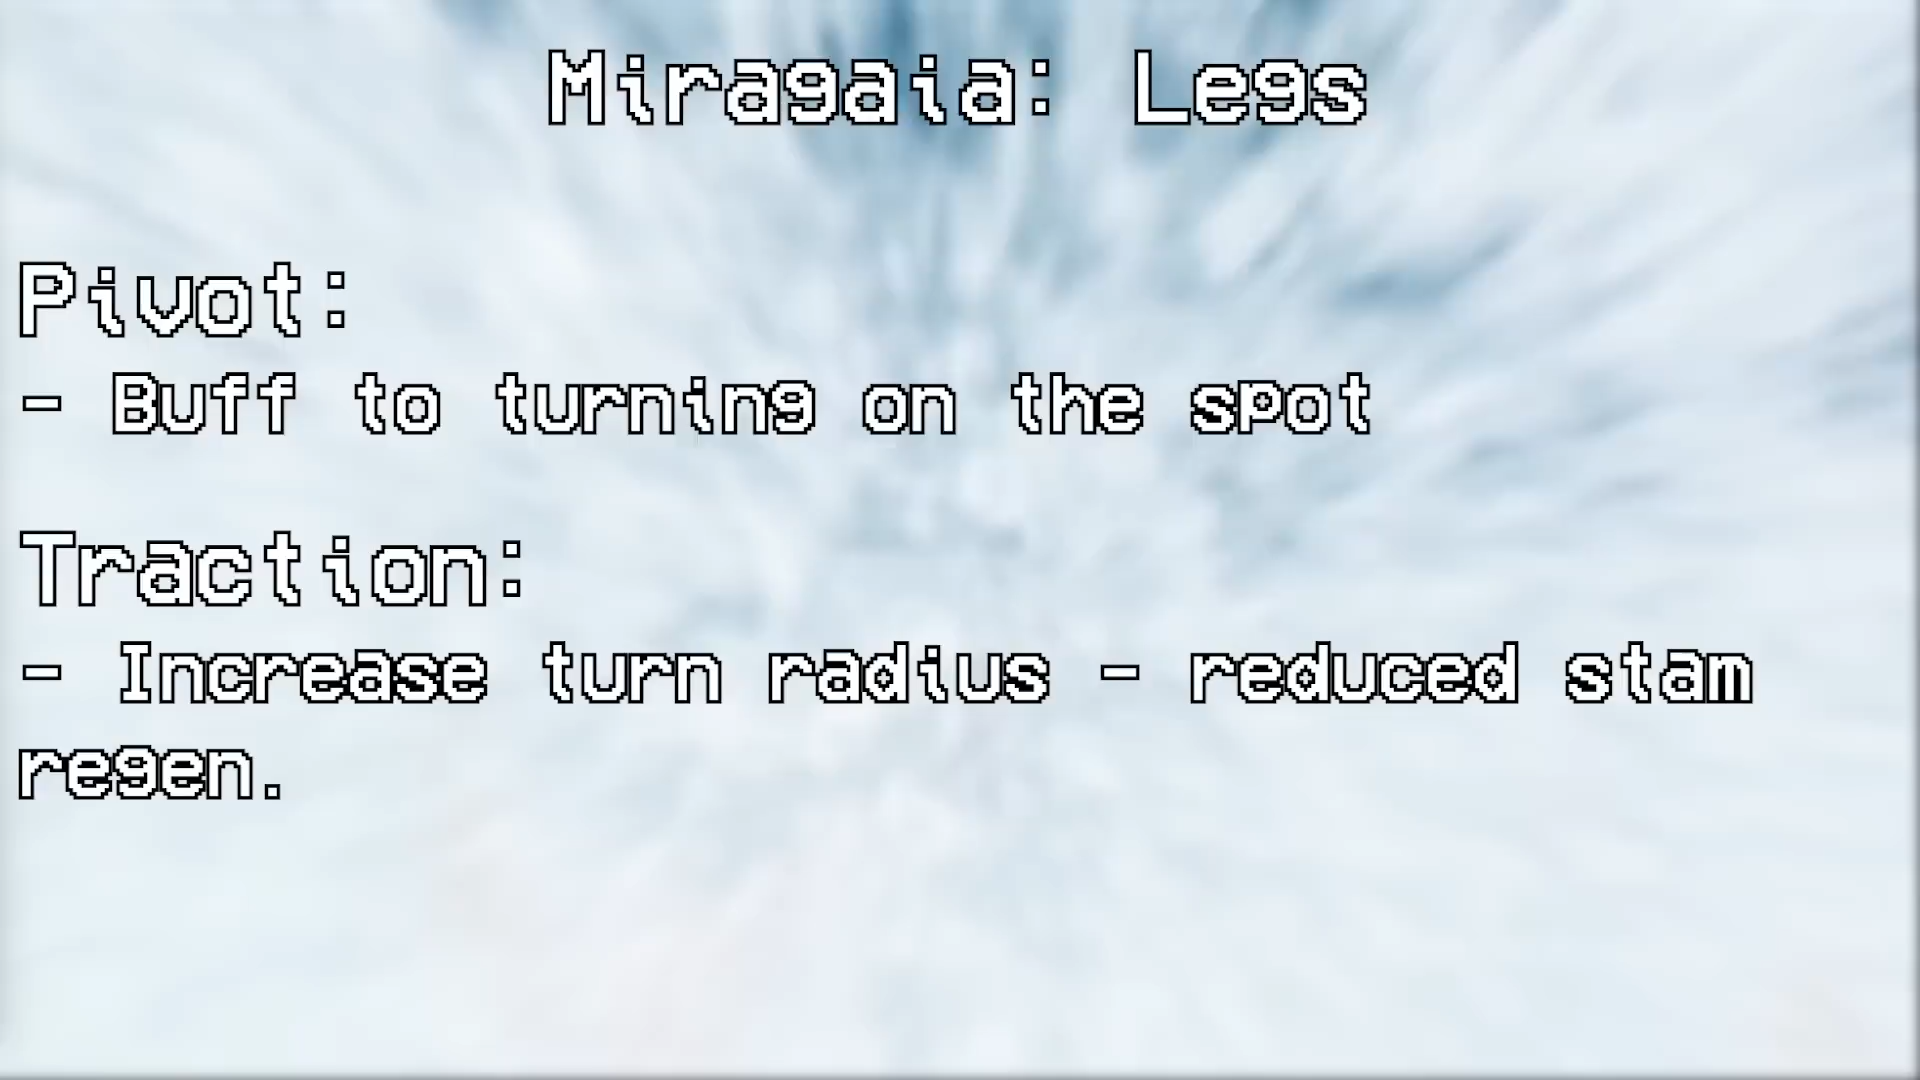 Miragaia: Legs
Pivot:
- Buff to turning on the spot
Traction:
- Increase turn radius - reduced stam
regen.